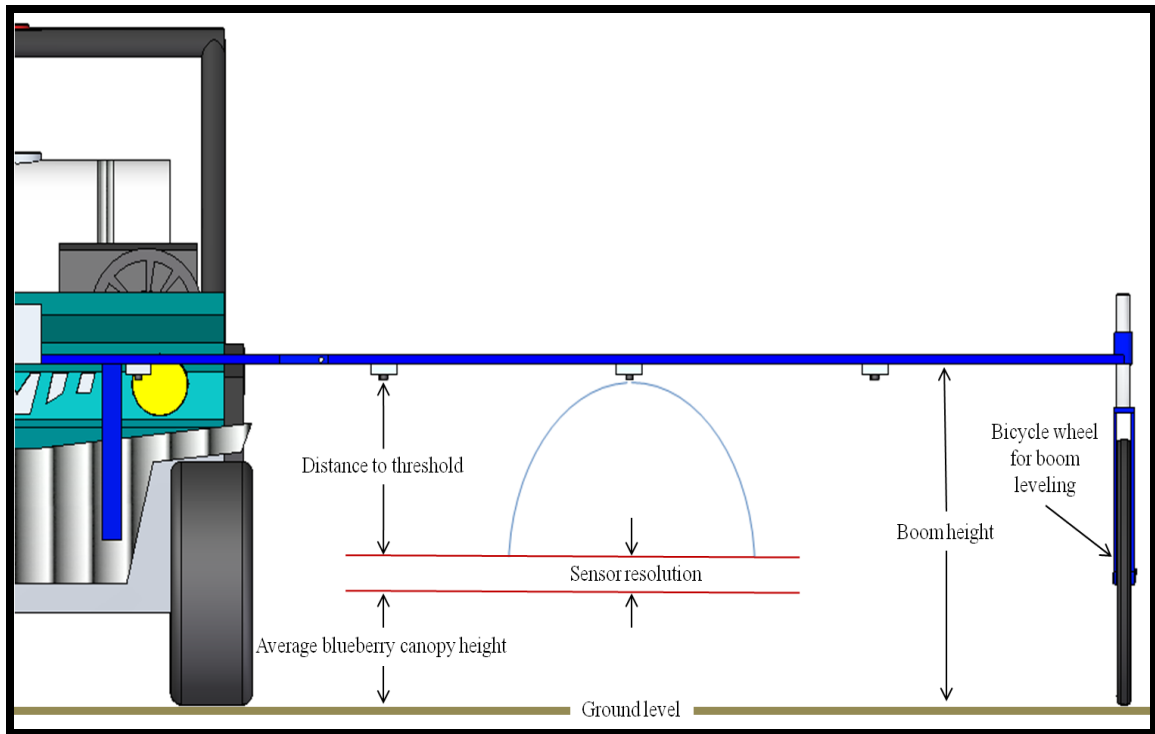 Distance to threshold
Bicycle wheel
for boom
leveling
Boom height
Sensor resolution
Average blueberry canopy height
Ground level